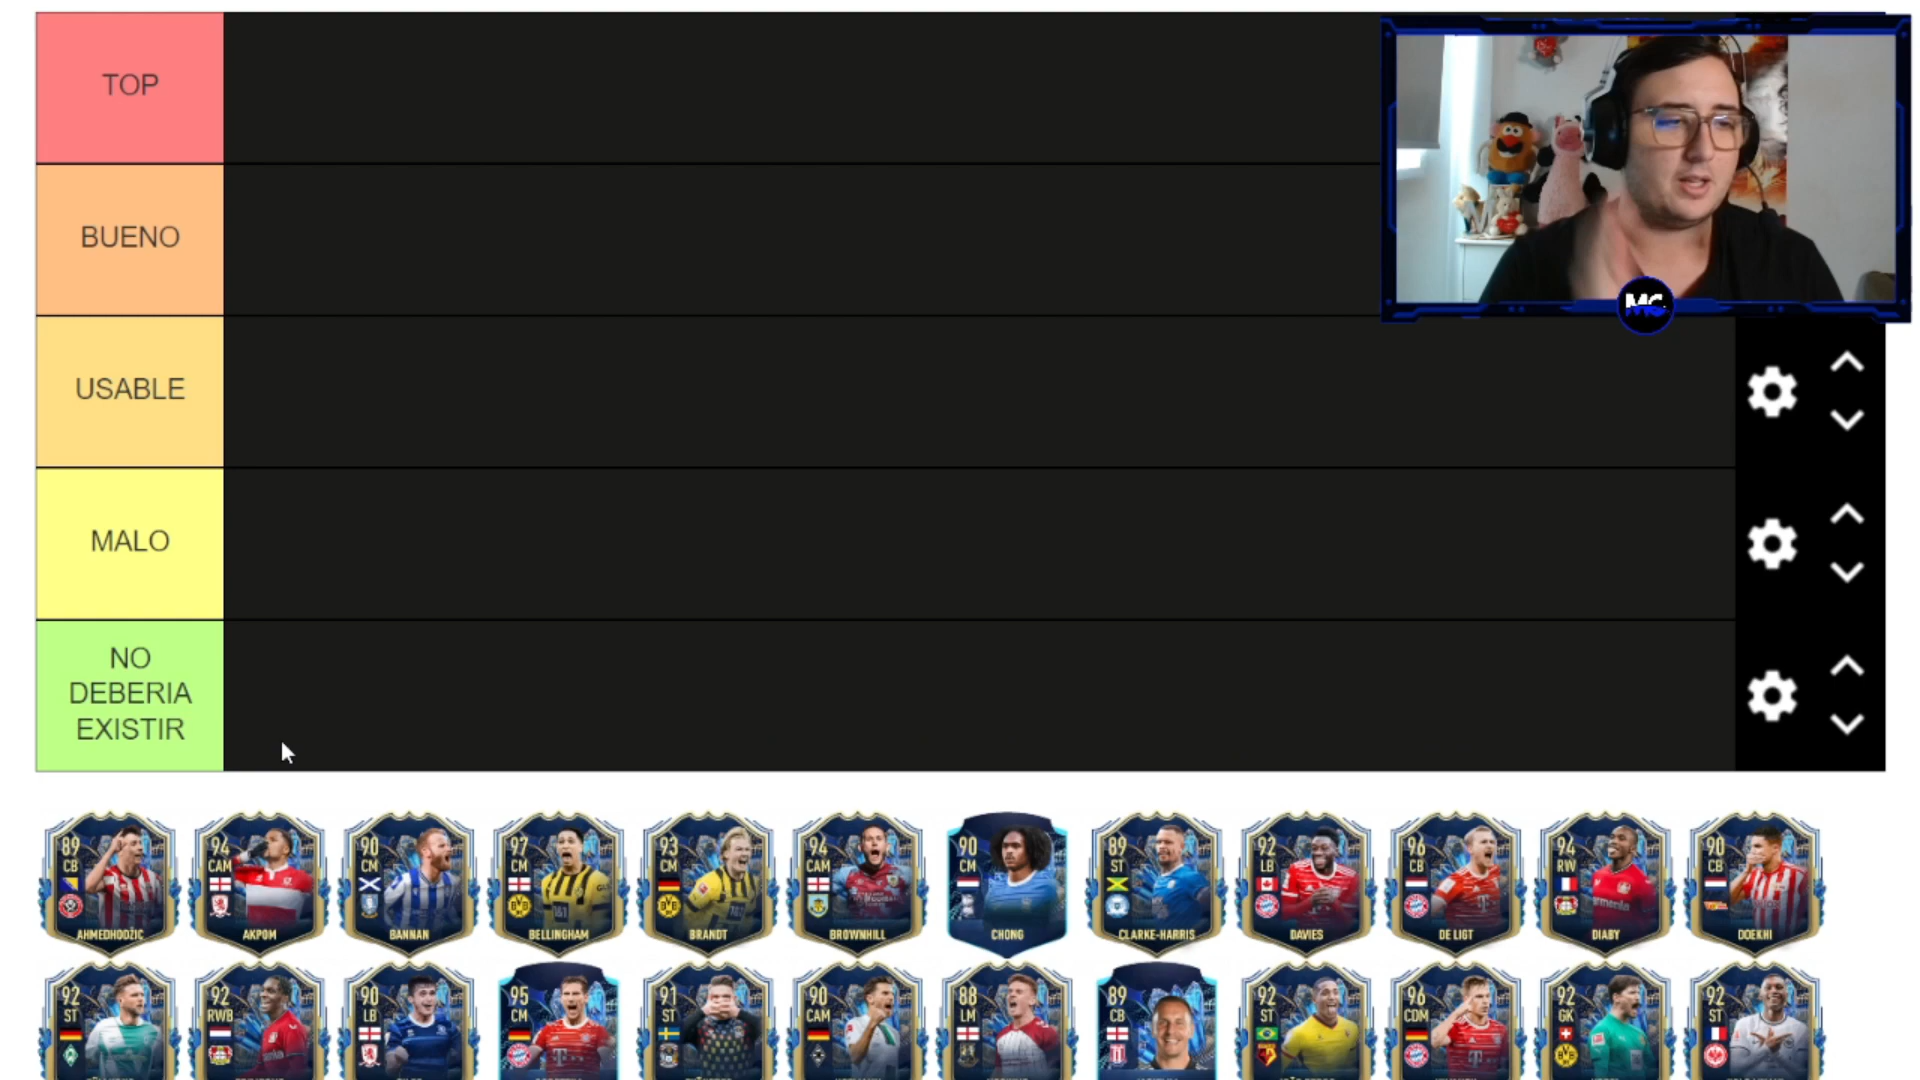 TOP
BUENO
USABLE
MALO
NO
DEBERIA
EXISTIR
MG
89
CB
AHMEDHODŽIC
94
CAM
AKPOM
90
CM
BANNAN
97
CM
BELLINGHAM
93
CM
BRANDT
94
CAM
BROWNHILL
90
CM
CHONG
89
ST
CLARKE-HARRIS
92
LB
DAVIES
96
CB
DE LIGT
94
RW
DIABY
90
CB
DOEKHI
92
ST
92
RWB
90
LB
95
CM
91
ST
90
CAM
88
LM
89
CB
92
ST
96
CDM
92
GK
92
ST